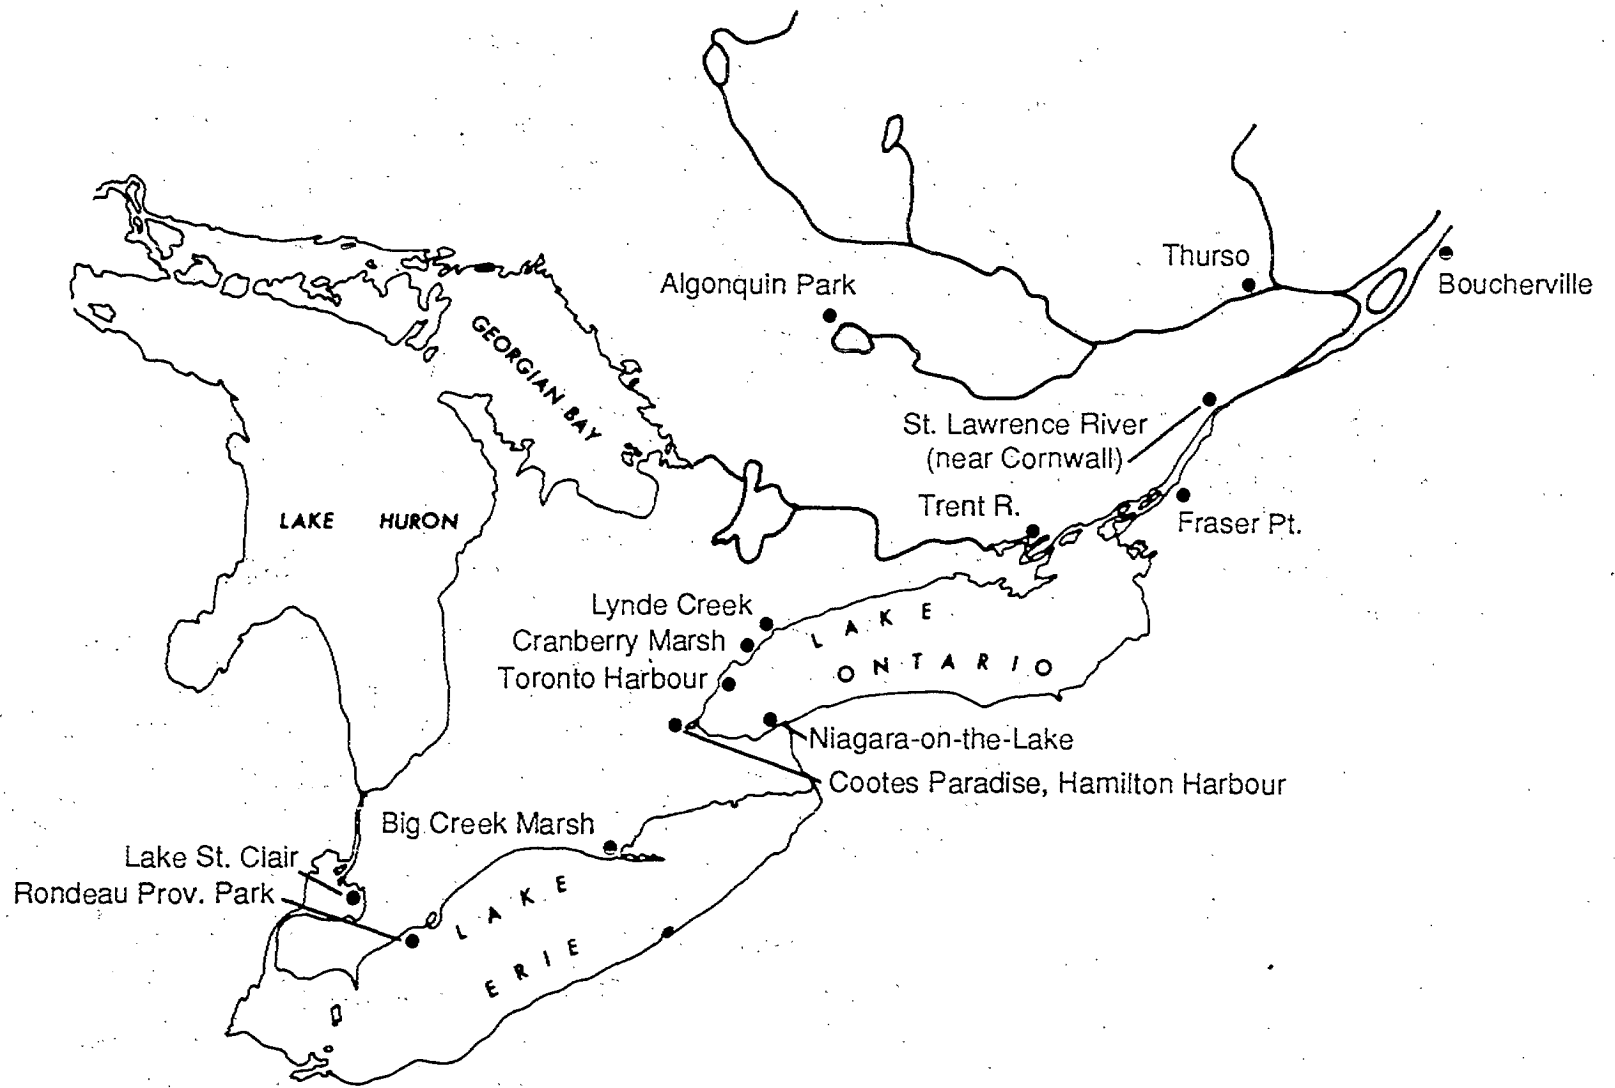 Thurso
Algonquin Park
Boucherville
GEORGIAN BAY
St. Lawrence River
(near Cornwall)
Trent R.
Fraser Pt.
LAKE HURON
Lynde Creek
Cranberry Marsh
Toronto Harbour
LAKE
ONTARIO
Niagara-on-the-Lake
Cootes Paradise, Hamilton Harbour
Big Creek Marsh
Lake St. Clair
Rondeau Prov. Park
LAKE
ERIE